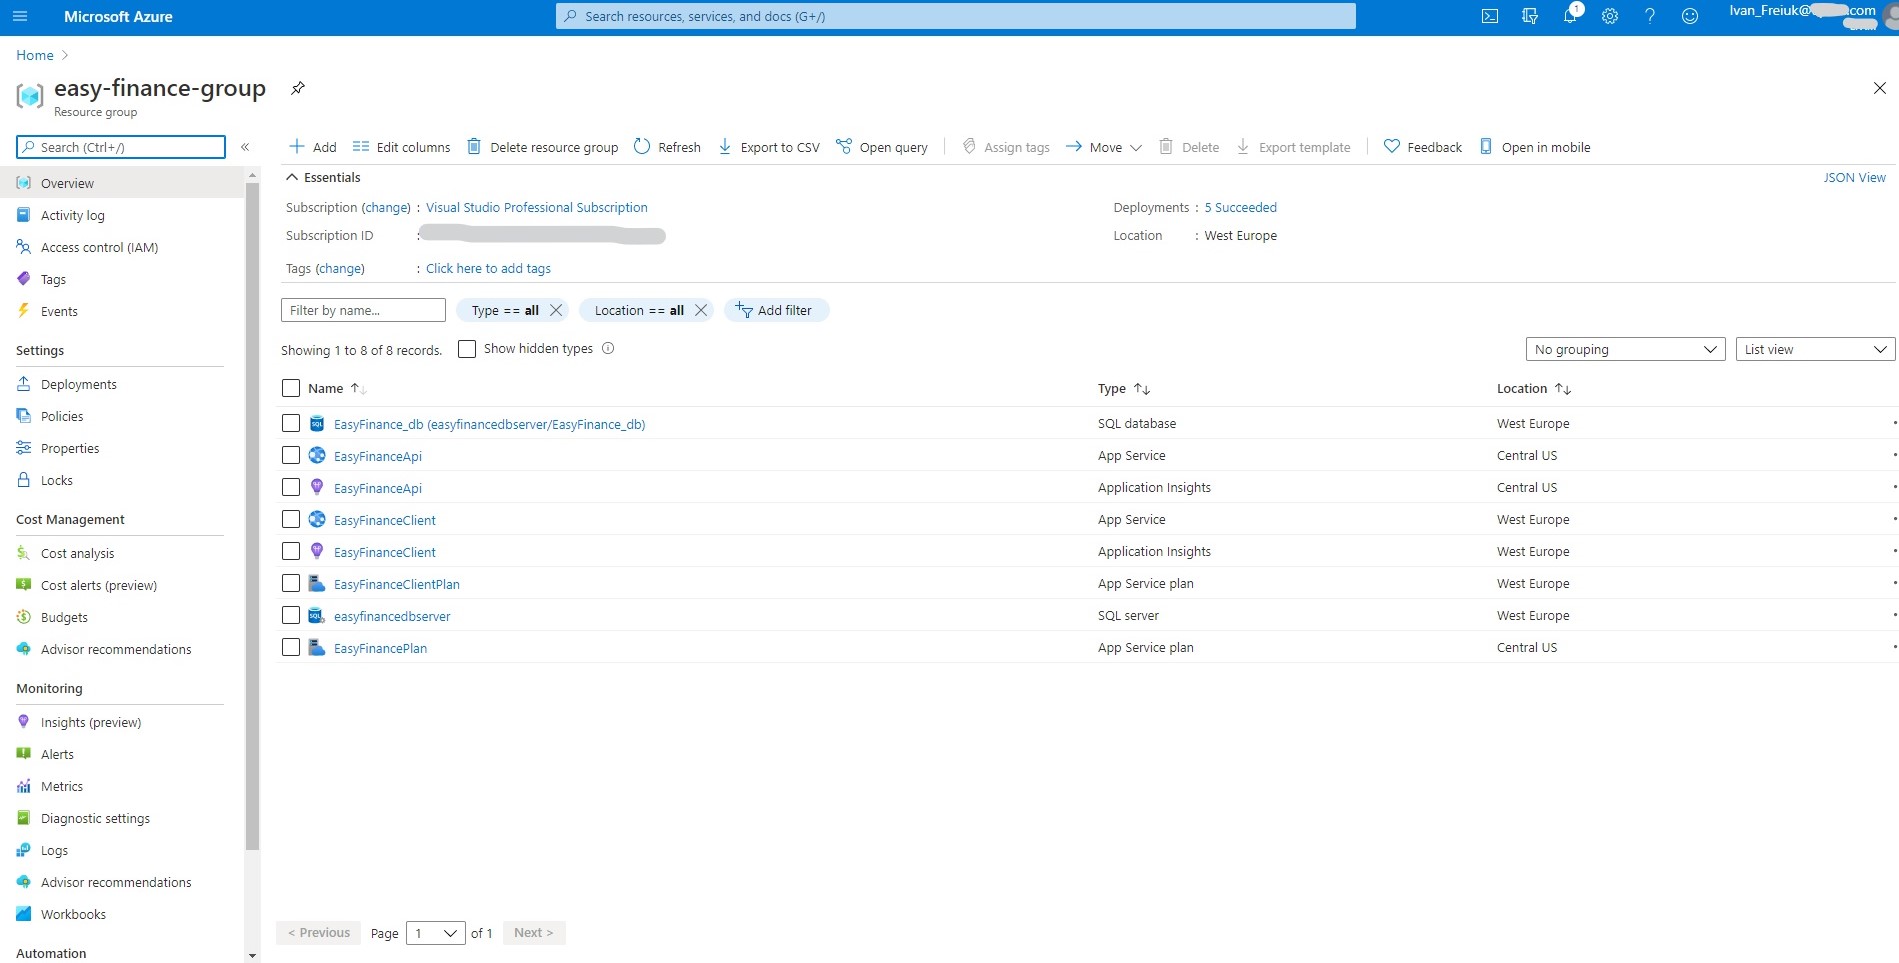 Microsoft Azure
Search resources, services, and docs (G+/)
1
Ivan_Freiuk@ com
Home
easy-finance-group
Resource group
Search (Ctrl+/)
Overview
Activity log
Access control (IAM)
Tags
Events
Settings
Deployments
Policies
Properties
Locks
Cost Management
Cost analysis
Cost alerts (preview)
Budgets
Advisor recommendations
Monitoring
Insights (preview)
Alerts
Metrics
Diagnostic settings
Logs
Advisor recommendations
Workbooks
Automation
Add Edit columns Delete resource group Refresh Export to CSV Open query Assign tags Move Delete Export template Feedback Open in mobile
Essentials JSON View
Subscription (change) : Visual Studio Professional Subscription Deployments : 5 Succeeded
Subscription ID : Location : West Europe
Tags (change) : Click here to add tags
Filter by name... Type == all Location == all Add filter
Showing 1 to 8 of 8 records. Show hidden types No grouping List view
Name Type Location
EasyFinance_db (easyfinancedbserver/EasyFinance_db) SQL database West Europe
EasyFinanceApi App Service Central US
EasyFinanceApi Application Insights Central US
EasyFinanceClient App Service West Europe
EasyFinanceClient Application Insights West Europe
EasyFinanceClientPlan App Service plan West Europe
easyfinancedbserver SQL server West Europe
EasyFinancePlan App Service plan Central US
< Previous Page 1 of 1 Next >